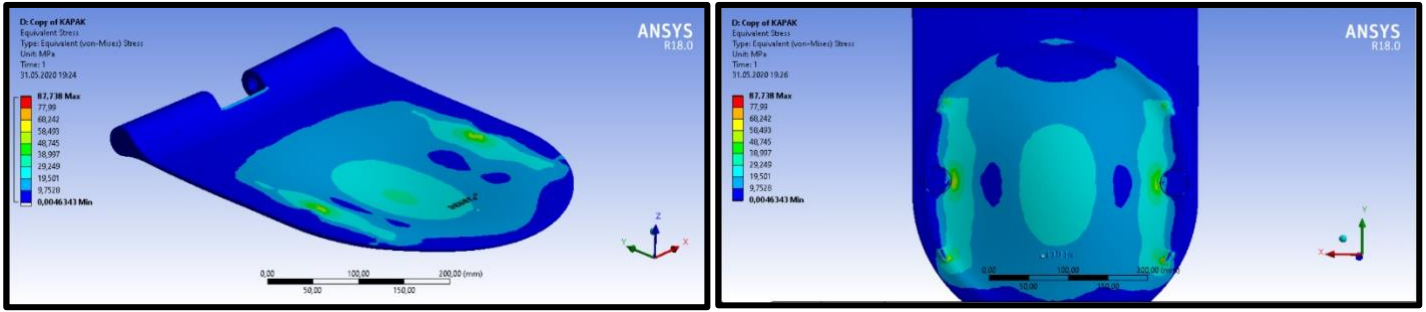 D: Copy of KAPAK
Equivalent Stress
Type: Equivalent (von-Mises) Stress
Unit: MPa
Time: 1
31.05.2020 19:24
87,738 Max
77,99
68,242
58,493
48,745
38,997
29,249
19,501
9,7528
0,0046343 Min
ANSYS
R18.0
Z
Y
X
0,00
100,00
200,00 (mm)
50,00
150,00
D: Copy of KAPAK
Equivalent Stress
Type: Equivalent (von-Mises) Stress
Unit: MPa
Time: 1
31.05.2020 19:26
87,738 Max
77,99
68,242
58,493
48,745
38,997
29,249
19,501
9,7528
0,0046343 Min
ANSYS
R18.0
Y
X
0,00
100,00
200,00 (mm)
50,00
150,00